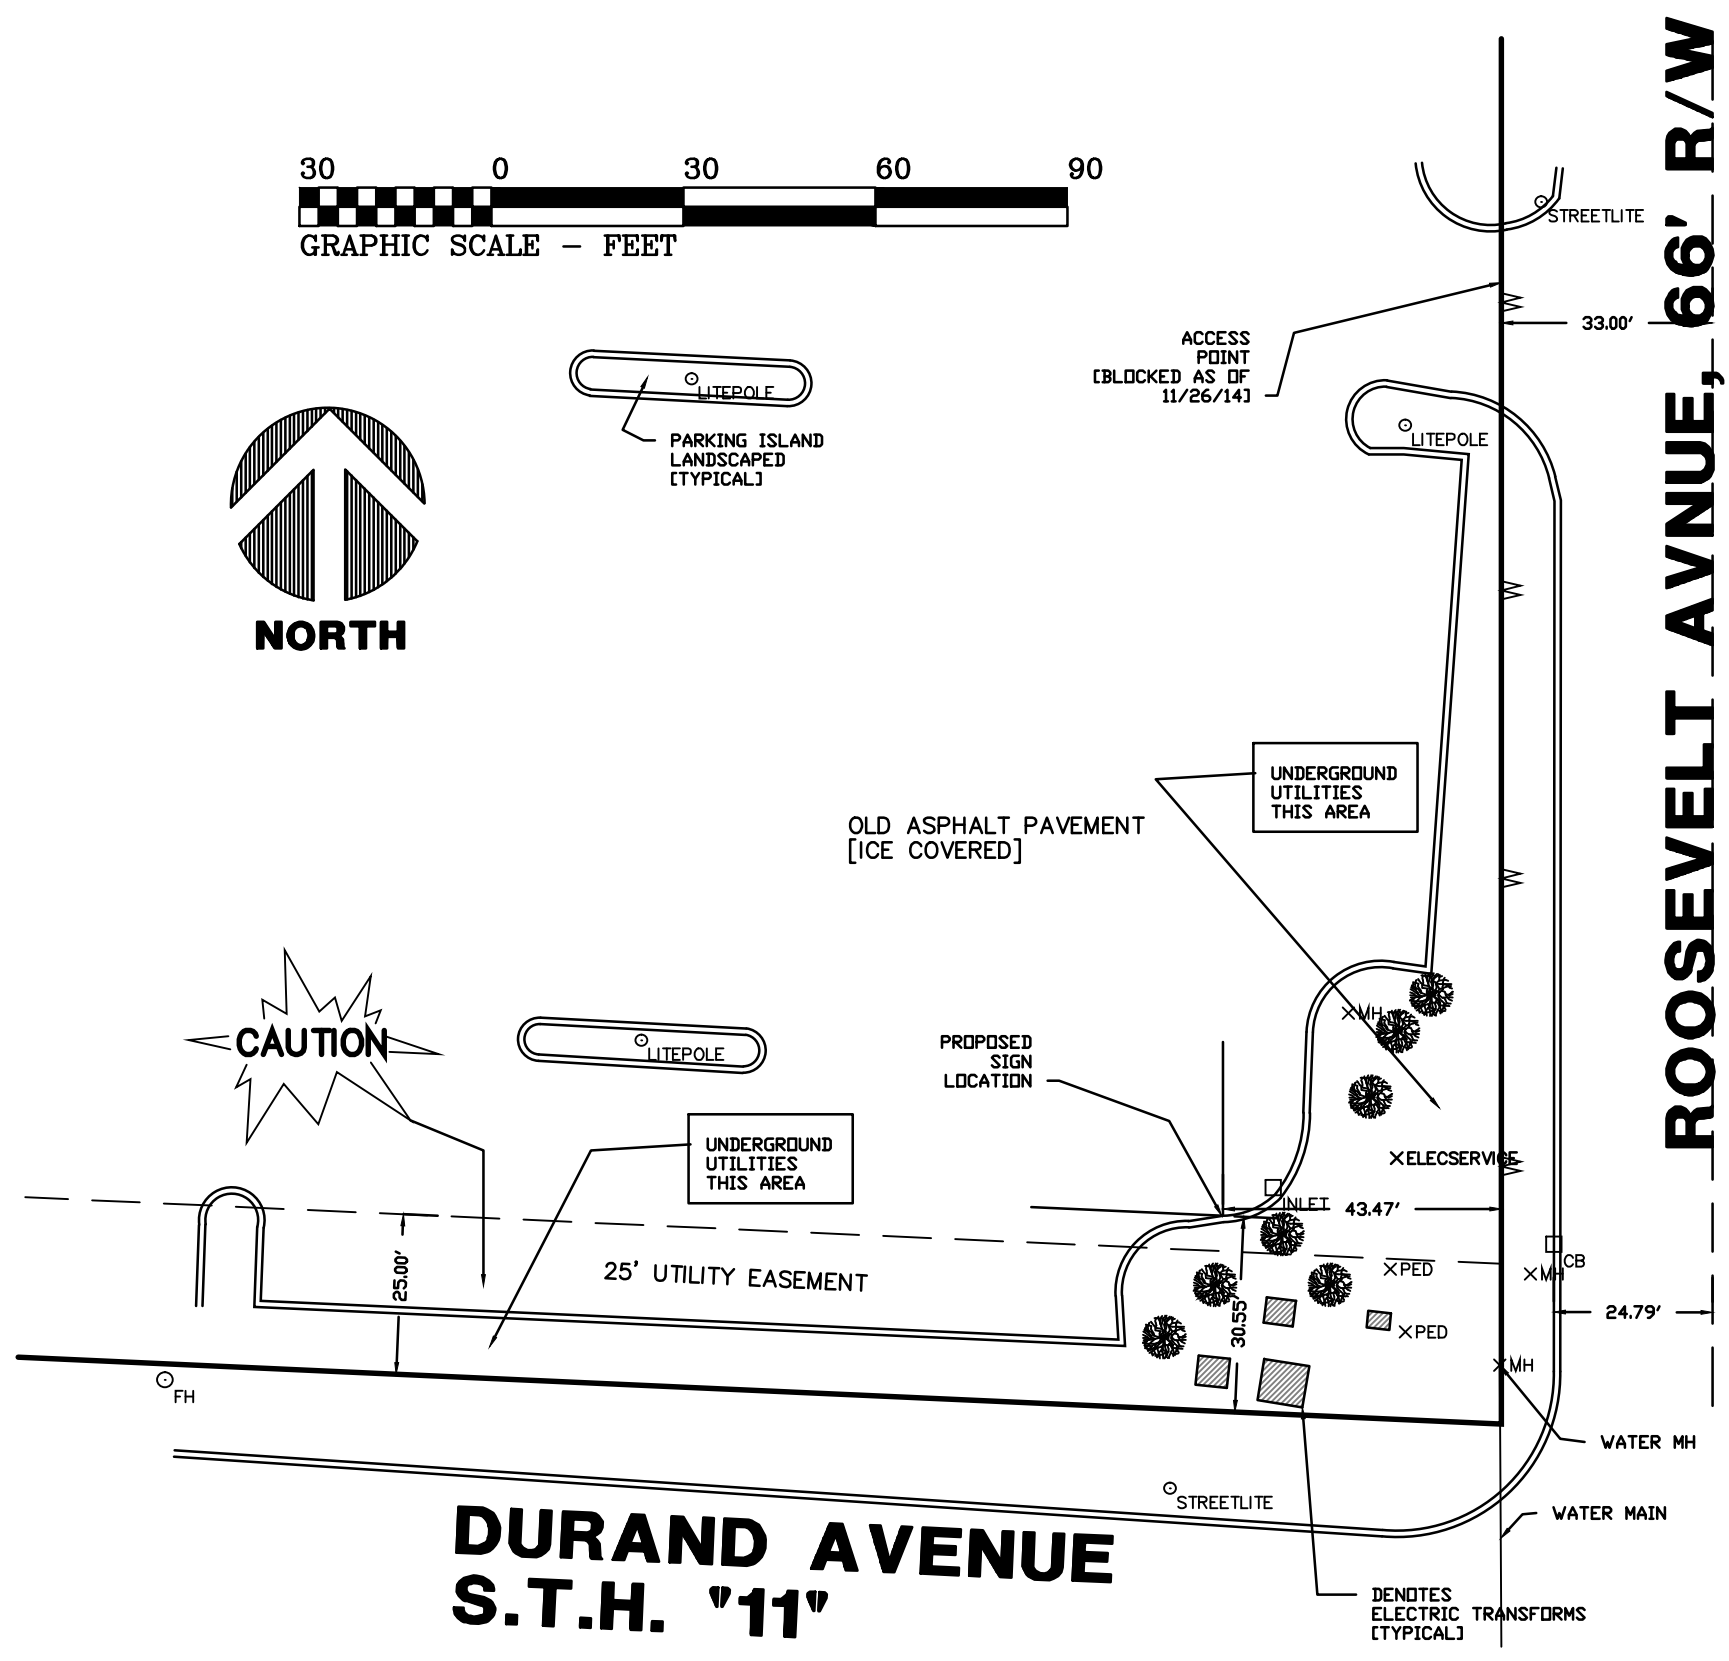 30 0 30 60 90
GRAPHIC SCALE - FEET
STREETLITE
ROOSEVELT AVNUE, 66' R/W
33.00'
ACCESS
POINT
[BLOCKED AS OF
11/26/14]
LITEPOLE
PARKING ISLAND
LANDSCAPED
[TYPICAL]
LITEPOLE
NORTH
UNDERGROUND
UTILITIES
THIS AREA
OLD ASPHALT PAVEMENT
[ICE COVERED]
MH
CAUTION
LITEPOLE
PROPOSED
SIGN
LOCATION
UNDERGROUND
UTILITIES
THIS AREA
ELECSERVICE
INLET
43.47'
25.00'
25' UTILITY EASEMENT
PED
MH
CB
24.79'
30.55'
PED
MH
FH
WATER MH
STREETLITE
WATER MAIN
DURAND AVENUE
S.T.H. "11"
DENOTES
ELECTRIC TRANSFORMS
[TYPICAL]